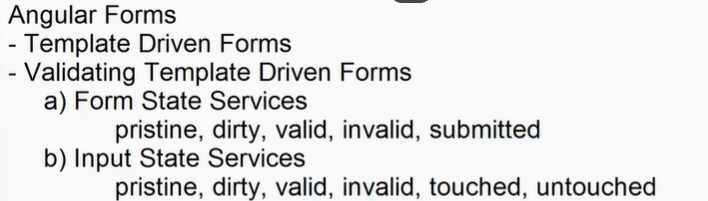 Angular Forms
- Template Driven Forms
- Validating Template Driven Forms
a) Form State Services
pristine, dirty, valid, invalid, submitted
b) Input State Services
pristine, dirty, valid, invalid, touched, untouched